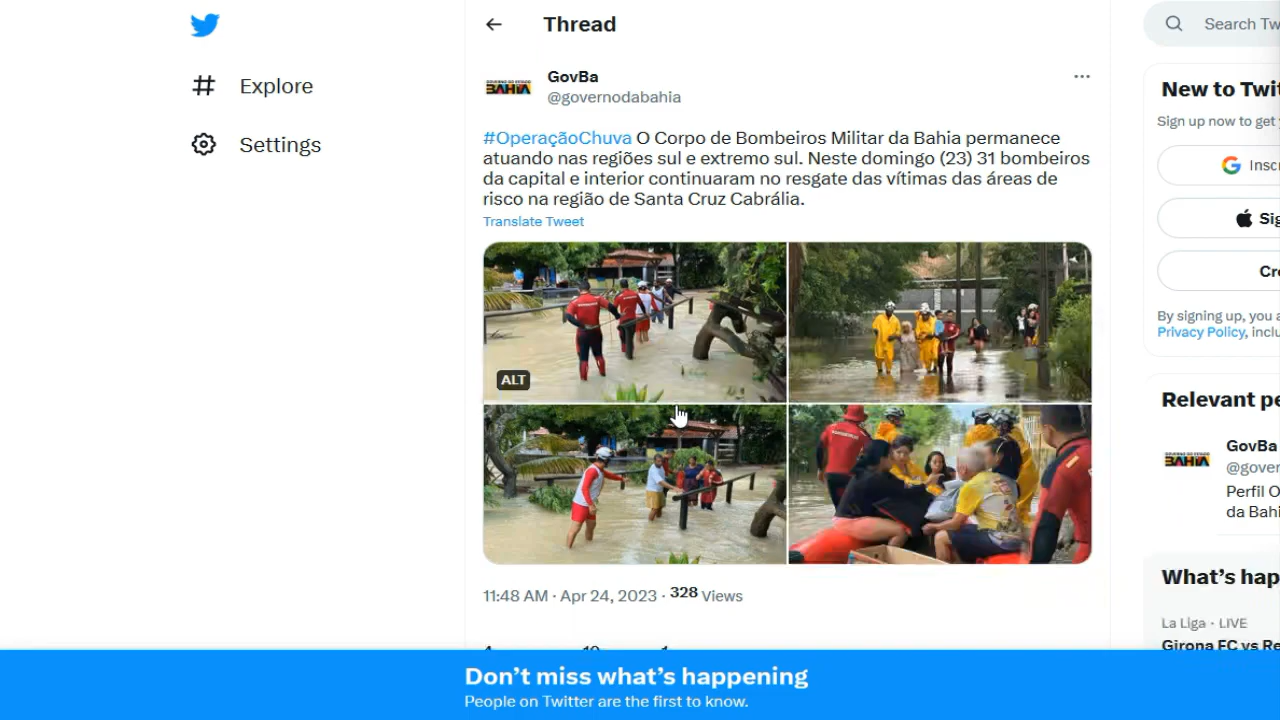 Thread
Explore
Settings
GOVERNO DO ESTADO
BAHIA
GovBa
@governodabahia
#OperaçãoChuva O Corpo de Bombeiros Militar da Bahia permanece
atuando nas regiões sul e extremo sul. Neste domingo (23) 31 bombeiros
da capital e interior continuaram no resgate das vítimas das áreas de
risco na região de Santa Cruz Cabrália.
Translate Tweet
ALT
11:48 AM · Apr 24, 2023 · 328 Views
Search Tw
New to Twit
Sign up now to get
Inscr
Sig
Cre
By signing up, you a
Privacy Policy, inclu
Relevant pe
BAHIA
GovBa
@gover
Perfil O
da Bahi
What's hap
La Liga · LIVE
Girona FC vs Re
Don't miss what's happening
People on Twitter are the first to know.